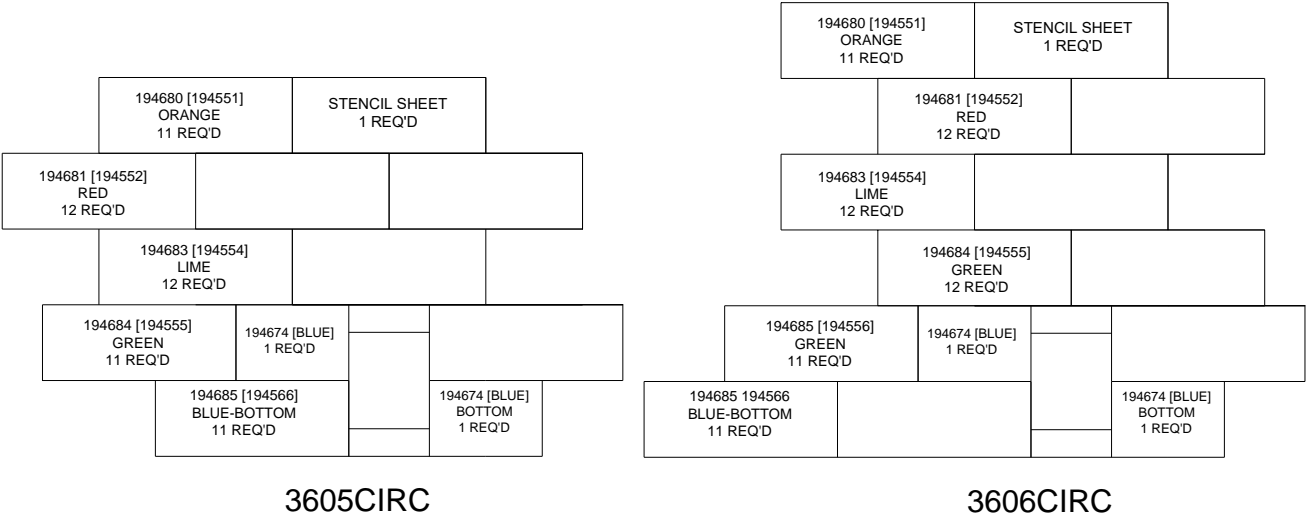 194680 [194551]
ORANGE
11 REQ'D
STENCIL SHEET
1 REQ'D
194681 [194552]
RED
12 REQ'D
194683 [194554]
LIME
12 REQ'D
194684 [194555]
GREEN
11 REQ'D
194674 [BLUE]
1 REQ'D
194685 [194566]
BLUE-BOTTOM
11 REQ'D
194674 [BLUE]
BOTTOM
1 REQ'D
3605CIRC
194680 [194551]
ORANGE
11 REQ'D
STENCIL SHEET
1 REQ'D
194681 [194552]
RED
12 REQ'D
194683 [194554]
LIME
12 REQ'D
194684 [194555]
GREEN
12 REQ'D
194685 [194556]
GREEN
11 REQ'D
194674 [BLUE]
1 REQ'D
194685 194566
BLUE-BOTTOM
11 REQ'D
194674 [BLUE]
BOTTOM
1 REQ'D
3606CIRC